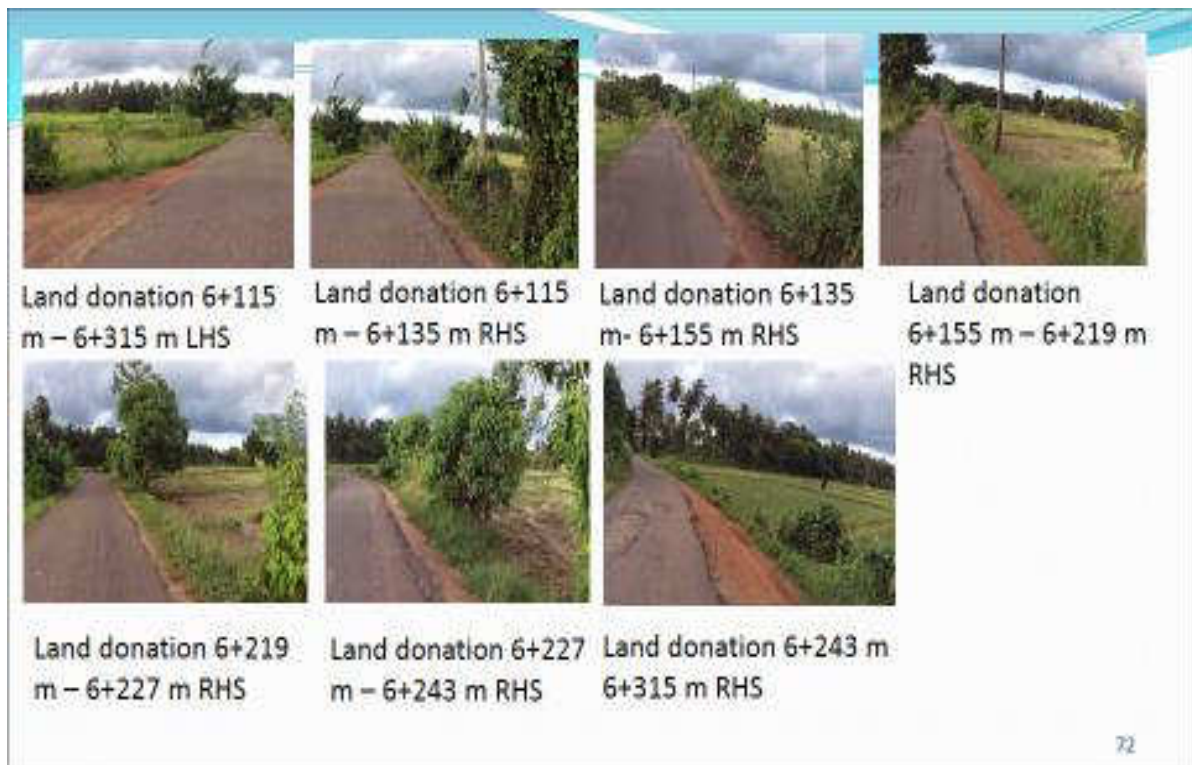 Land donation 6+115
m – 6+315 m LHS
Land donation 6+115
m – 6+135 m RHS
Land donation 6+135
m- 6+155 m RHS
Land donation
6+155 m – 6+219 m
RHS
Land donation 6+219
m – 6+227 m RHS
Land donation 6+227
m – 6+243 m RHS
Land donation 6+243 m
6+315 m RHS
72